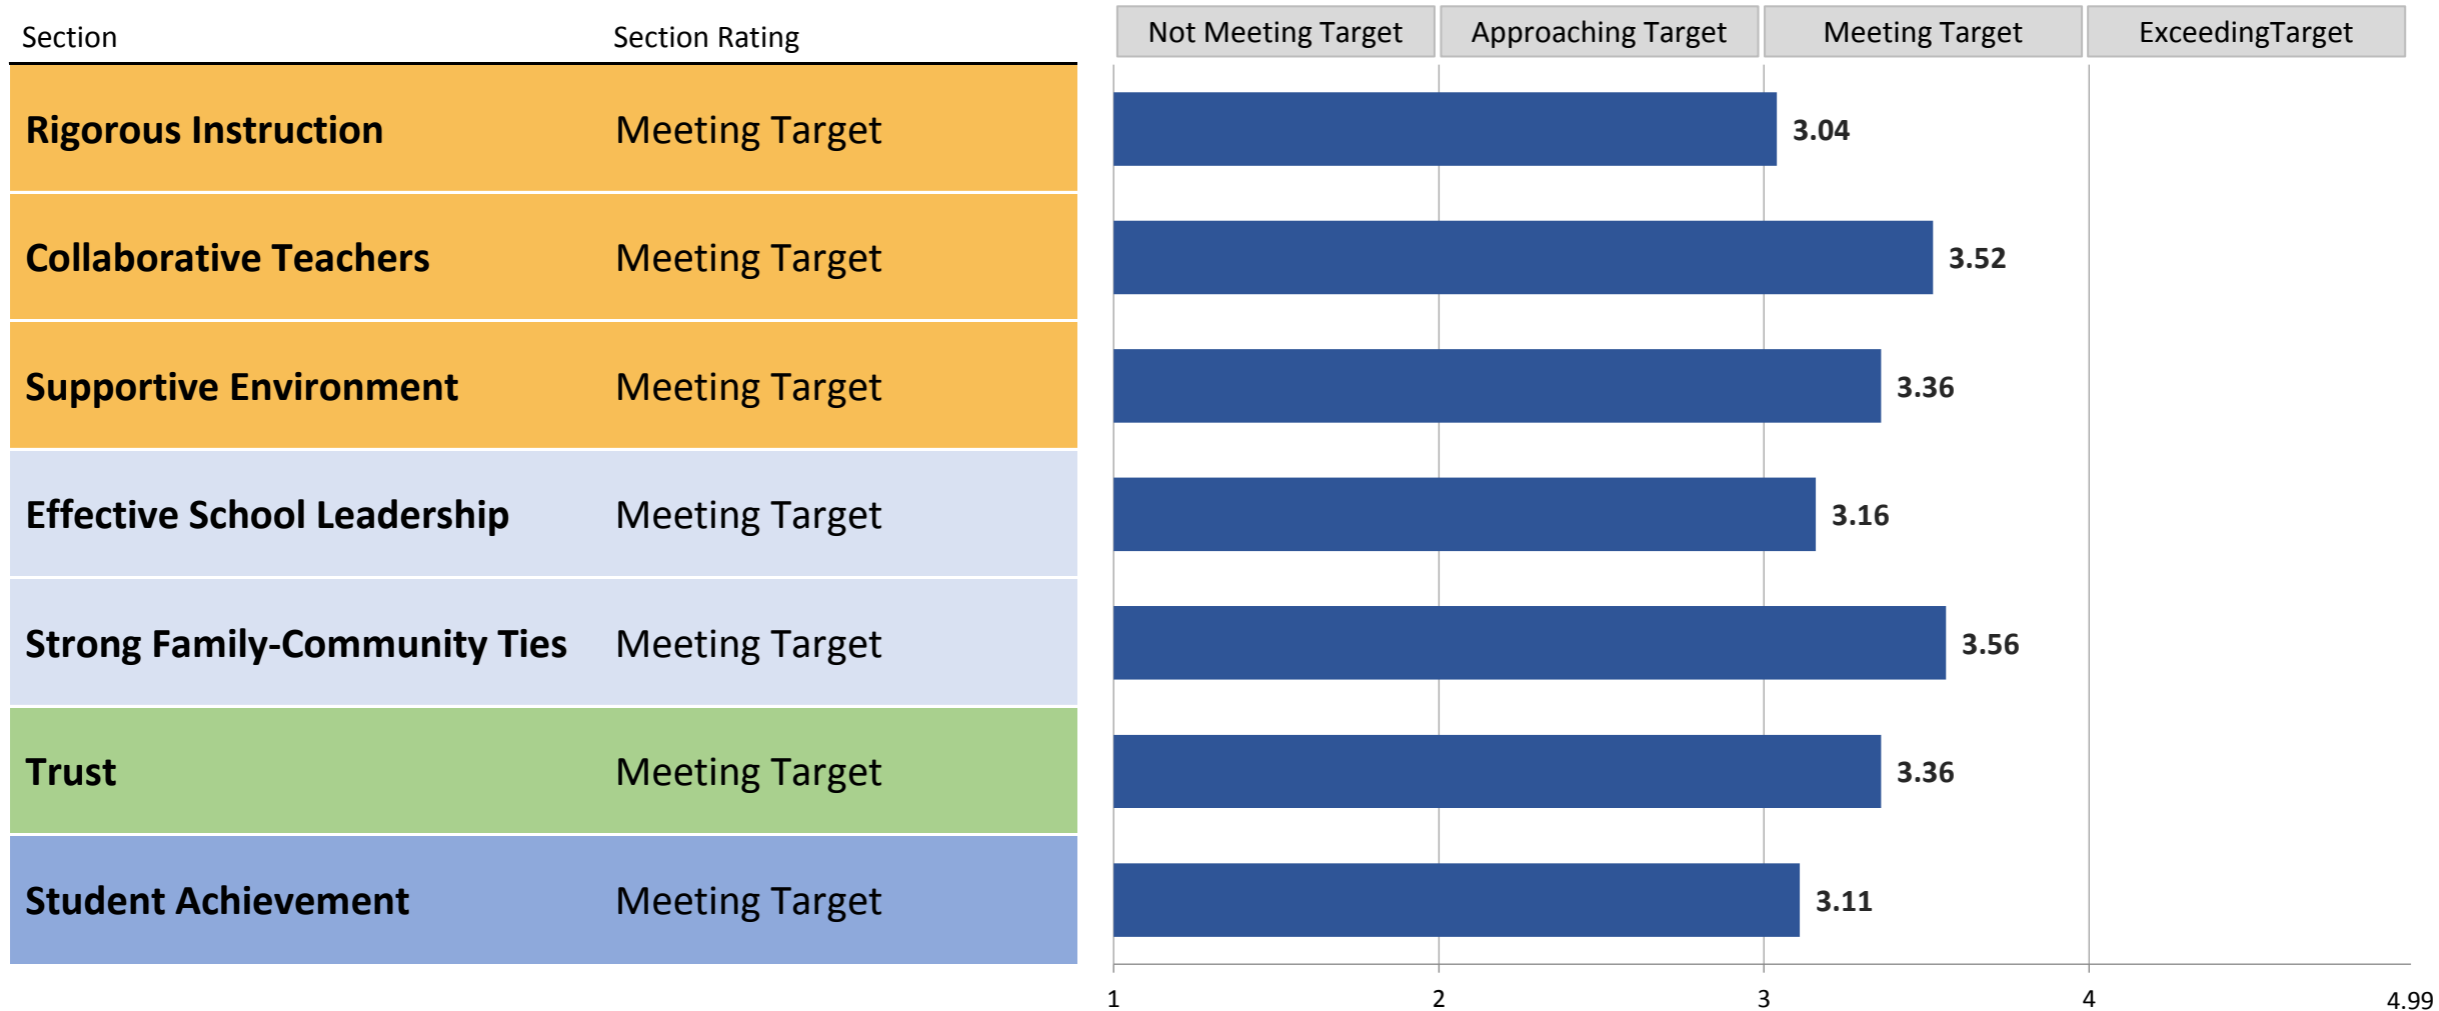 Section Section Rating Not Meeting Target Approaching Target Meeting Target ExceedingTarget
Rigorous Instruction Meeting Target 3.04
Collaborative Teachers Meeting Target 3.52
Supportive Environment Meeting Target 3.36
Effective School Leadership Meeting Target 3.16
Strong Family-Community Ties Meeting Target 3.56
Trust Meeting Target 3.36
Student Achievement Meeting Target 3.11
1 2 3 4 4.99